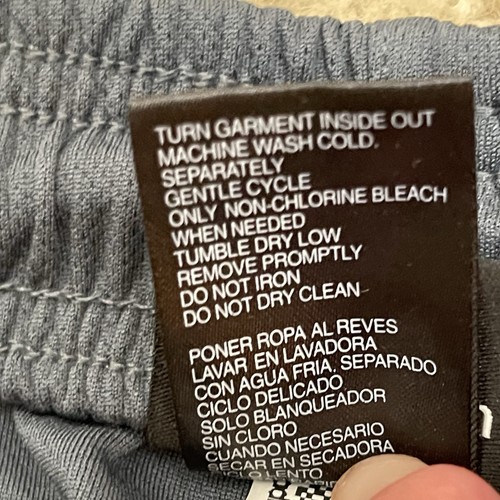 TURN GARMENT INSIDE OUT
MACHINE WASH COLD.
SEPARATELY
GENTLE CYCLE
ONLY NON-CHLORINE BLEACH
WHEN NEEDED
TUMBLE DRY LOW
REMOVE PROMPTLY
DO NOT IRON
DO NOT DRY CLEAN
PONER ROPA AL REVES
LAVAR EN LAVADORA
CON AGUA FRIA. SEPARADO
CICLO DELICADO
SOLO BLANQUEADOR
SIN CLORO
CUANDO NECESARIO
SECAR EN SECADORA
CICLO LENTO